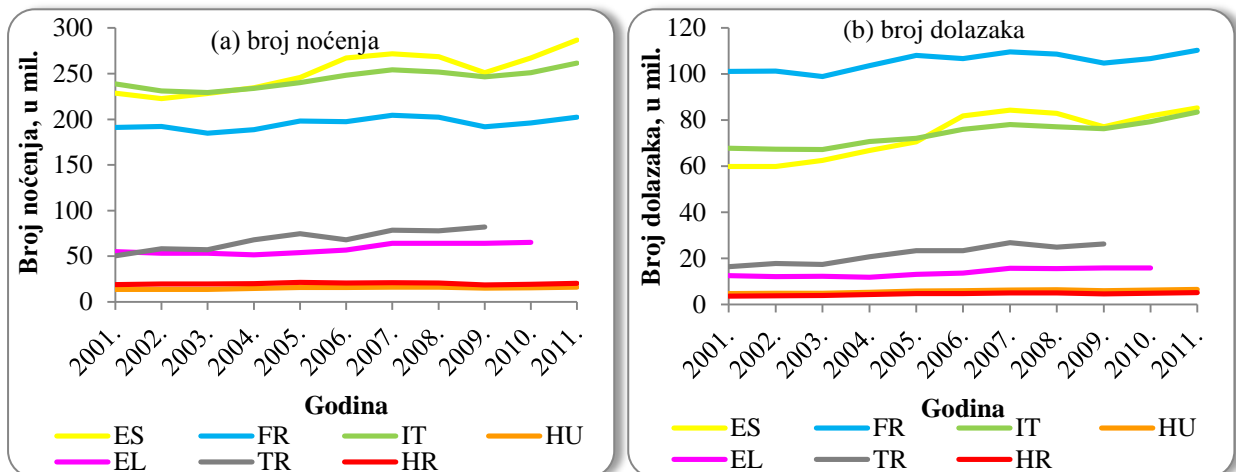 (a) broj noćenja
Broj noćenja, u mil.
300
250
200
150
100
50
0
2001. 2002. 2003. 2004. 2005. 2006. 2007. 2008. 2009. 2010. 2011.
Godina
ES FR IT HU
EL TR HR
(b) broj dolazaka
Broj dolazaka, u mil.
120
100
80
60
40
20
0
2001. 2002. 2003. 2004. 2005. 2006. 2007. 2008. 2009. 2010. 2011.
Godina
ES FR IT HU
EL TR HR